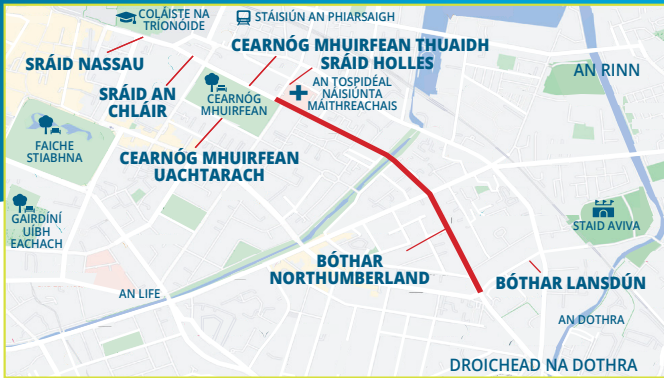 COLÁISTE NA
TRÍONÓIDE
STÁISIÚN AN PHIARSAIGH
SRÁID NASSAU
CEARNÓG MHUIRFEAN THUAIDH
SRÁID HOLLES
SRÁID AN
CHLÁIR
CEARNÓG
MHUIRFEAN
AN TOSPIDÉAL
NÁISIÚNTA
MÁITHREACHAIS
AN RINN
FAICHE
STIABHNA
CEARNÓG MHUIRFEAN
UACHTARACH
GAIRDÍNÍ
UÍBH
EACHACH
STAID AVIVA
BÓTHAR
NORTHUMBERLAND
BÓTHAR LANSDÚN
AN LIFE
AN DOTHRA
DROICHEAD NA DOTHRA